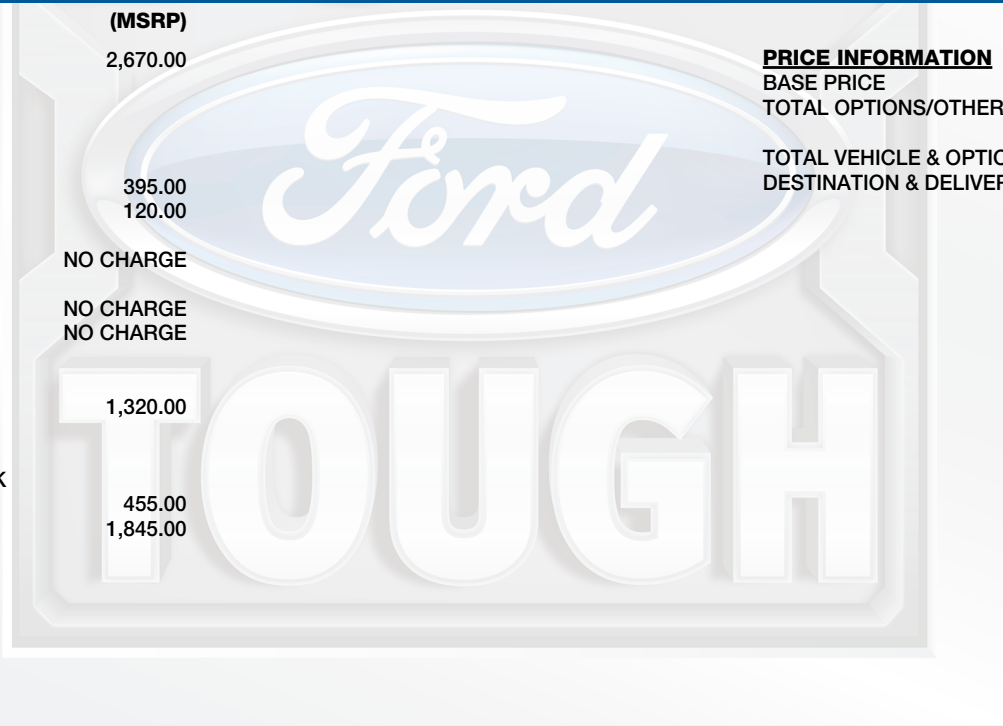 (MSRP)
2,670.00
395.00
120.00
NO CHARGE
NO CHARGE
NO CHARGE
1,320.00
K
455.00
1,845.00
PRICE INFORMATION
BASE PRICE
TOTAL OPTIONS/OTHER
TOTAL VEHICLE & OPTIO
DESTINATION & DELIVER
Ford
TOUGH